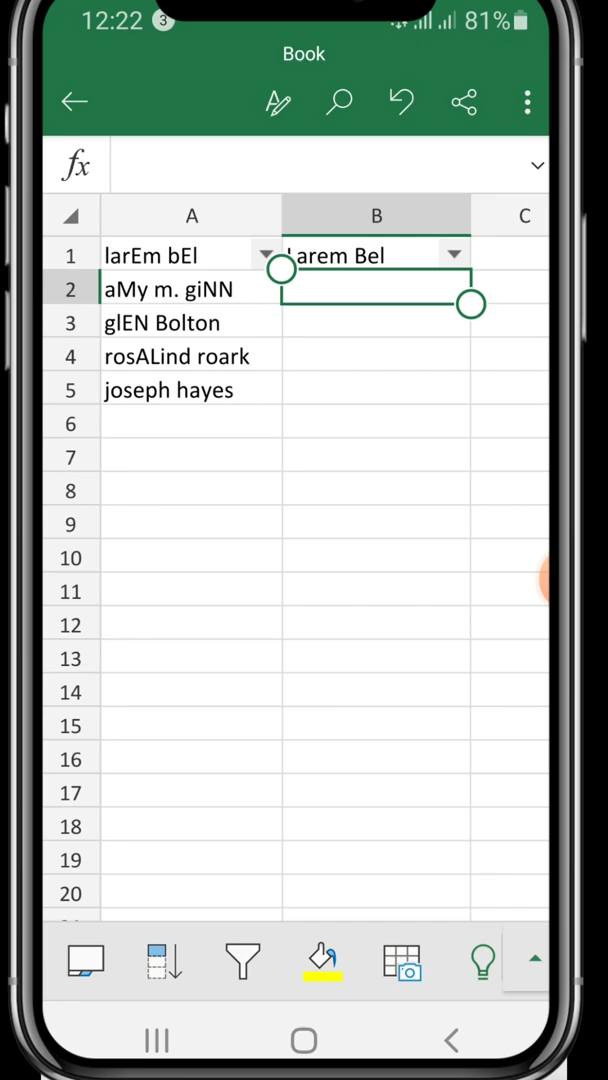 12:22 3 81%
Book
fx
A B C
1 larEm bEl Larem Bel
2 aMy m. giNN
3 glEN Bolton
4 rosALind roark
5 joseph hayes
6
7
8
9
10
11
12
13
14
15
16
17
18
19
20